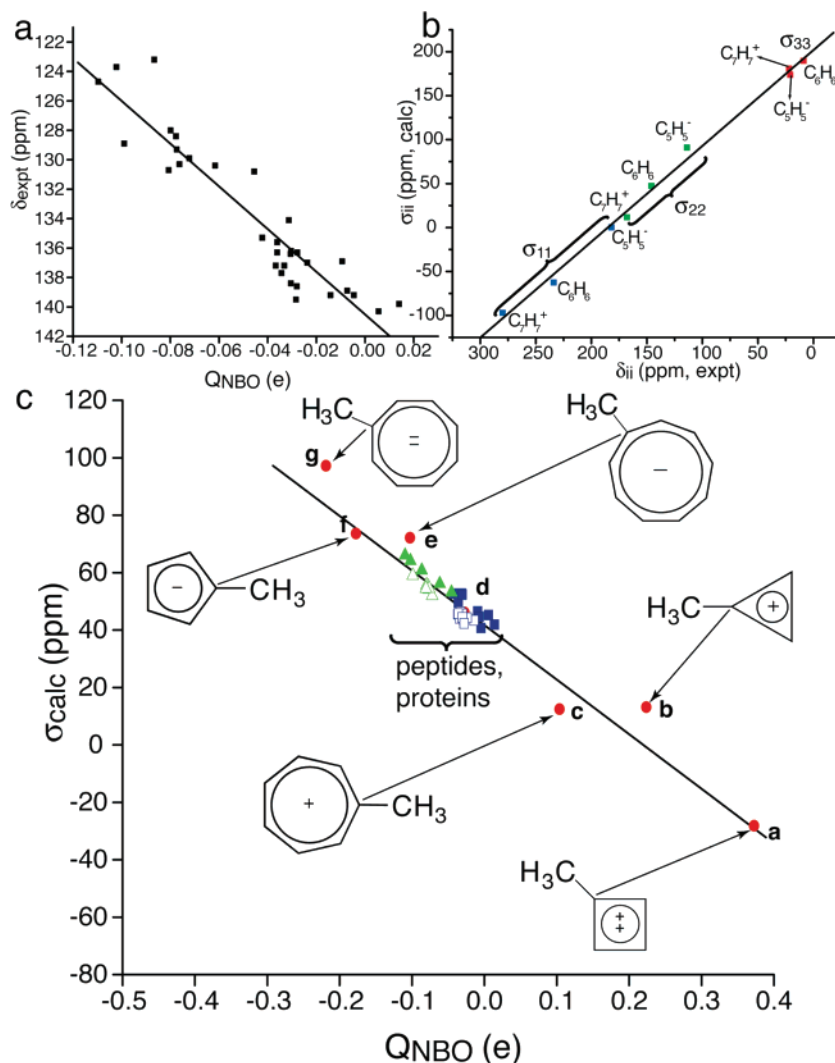 a
δexpt (ppm)
122
124
126
128
130
132
134
136
138
140
142
-0.12 -0.10 -0.08 -0.06 -0.04 -0.02 0.00 0.02
QNBO (e)
b
σii (ppm, calc)
200
150
100
50
0
-50
-100
C7H7+
σ33
C6H6
C5H5-
C5H5-
C6H6
C7H7+
σ22
σ11
C5H5-
C6H6
C7H7+
300 250 200 150 100 50 0
δii (ppm, expt)
c
σcalc (ppm)
120
100
80
60
40
20
0
-20
-40
-60
-80
H3C
g
=
H3C
−
f
e
−
CH3
d
peptides,
proteins
H3C
+
b
c
+
CH3
a
H3C
+
+
-0.5 -0.4 -0.3 -0.2 -0.1 0.0 0.1 0.2 0.3 0.4
QNBO (e)